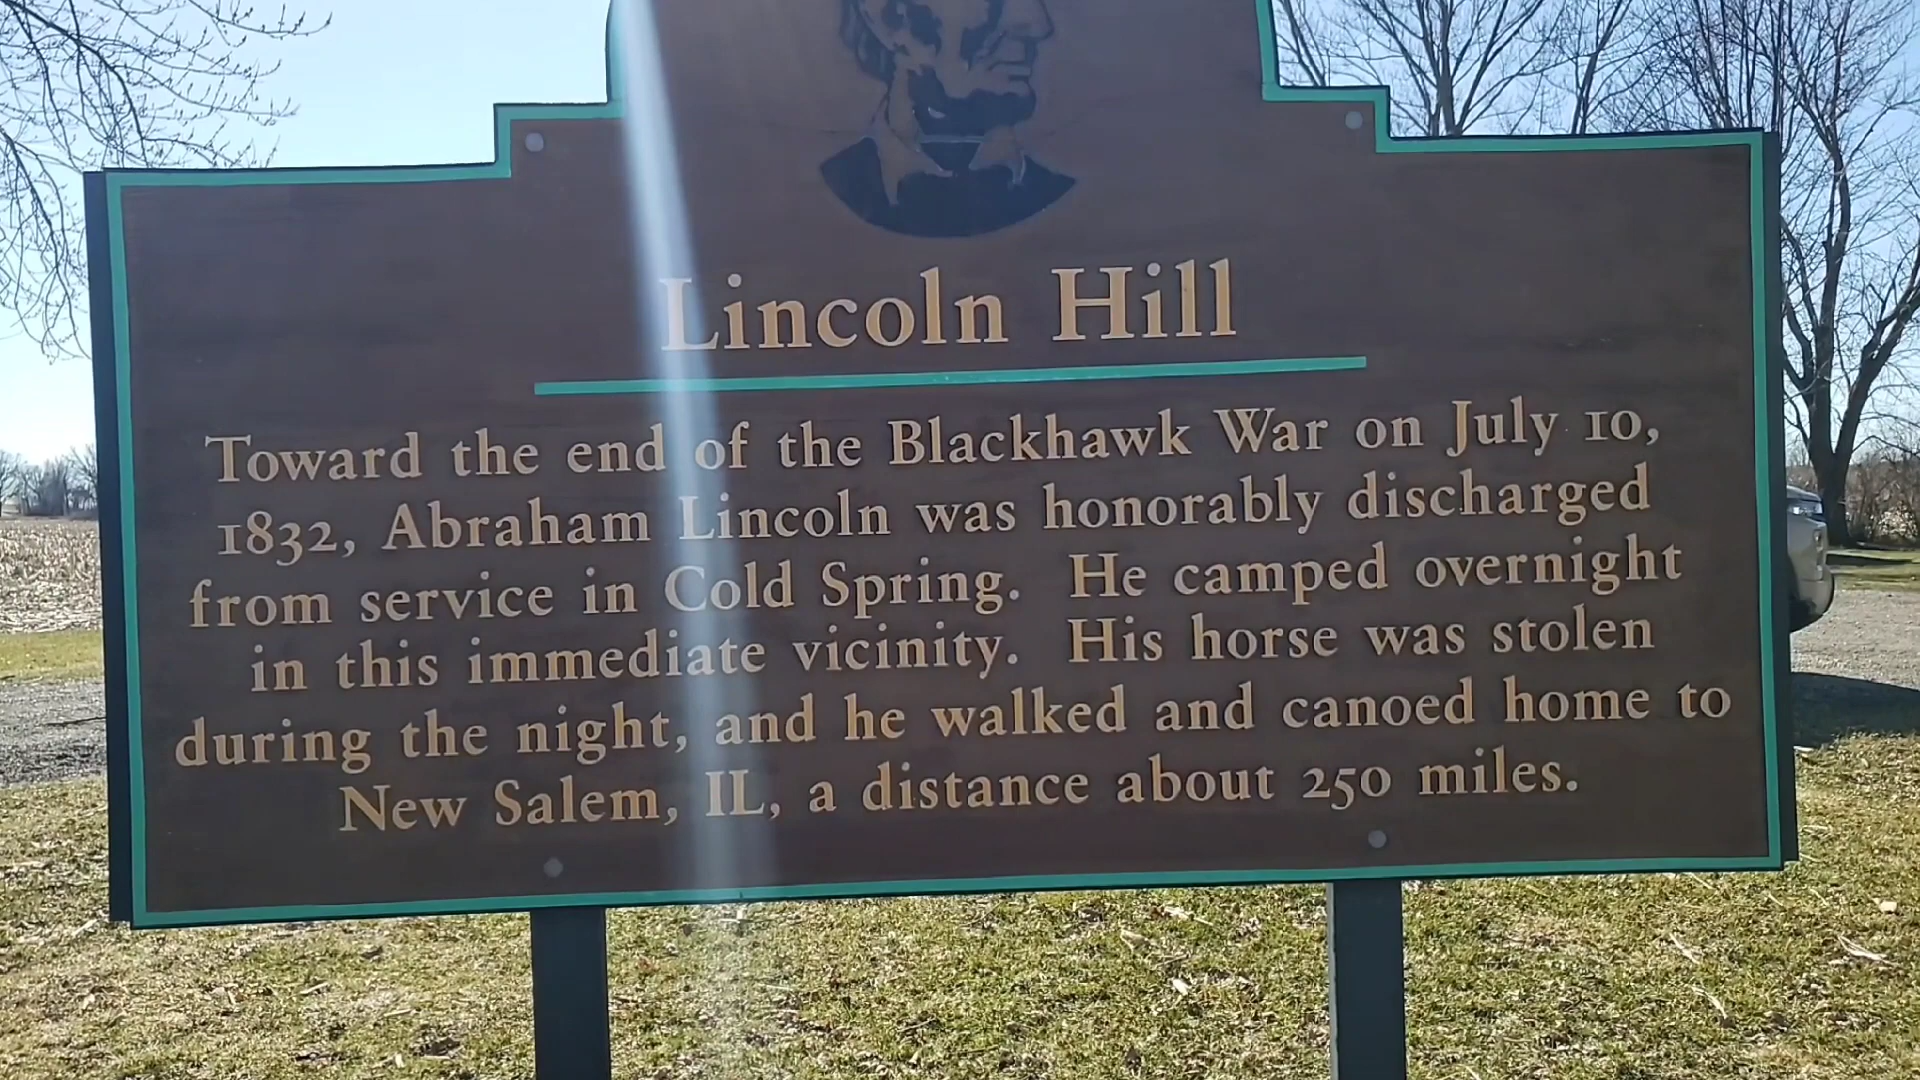 Lincoln Hill
Toward the end of the Blackhawk War on July 10,
1832, Abraham Lincoln was honorably discharged
from service in Cold Spring. He camped overnight
in this immediate vicinity. His horse was stolen
during the night, and he walked and canoed home to
New Salem, IL, a distance about 250 miles.